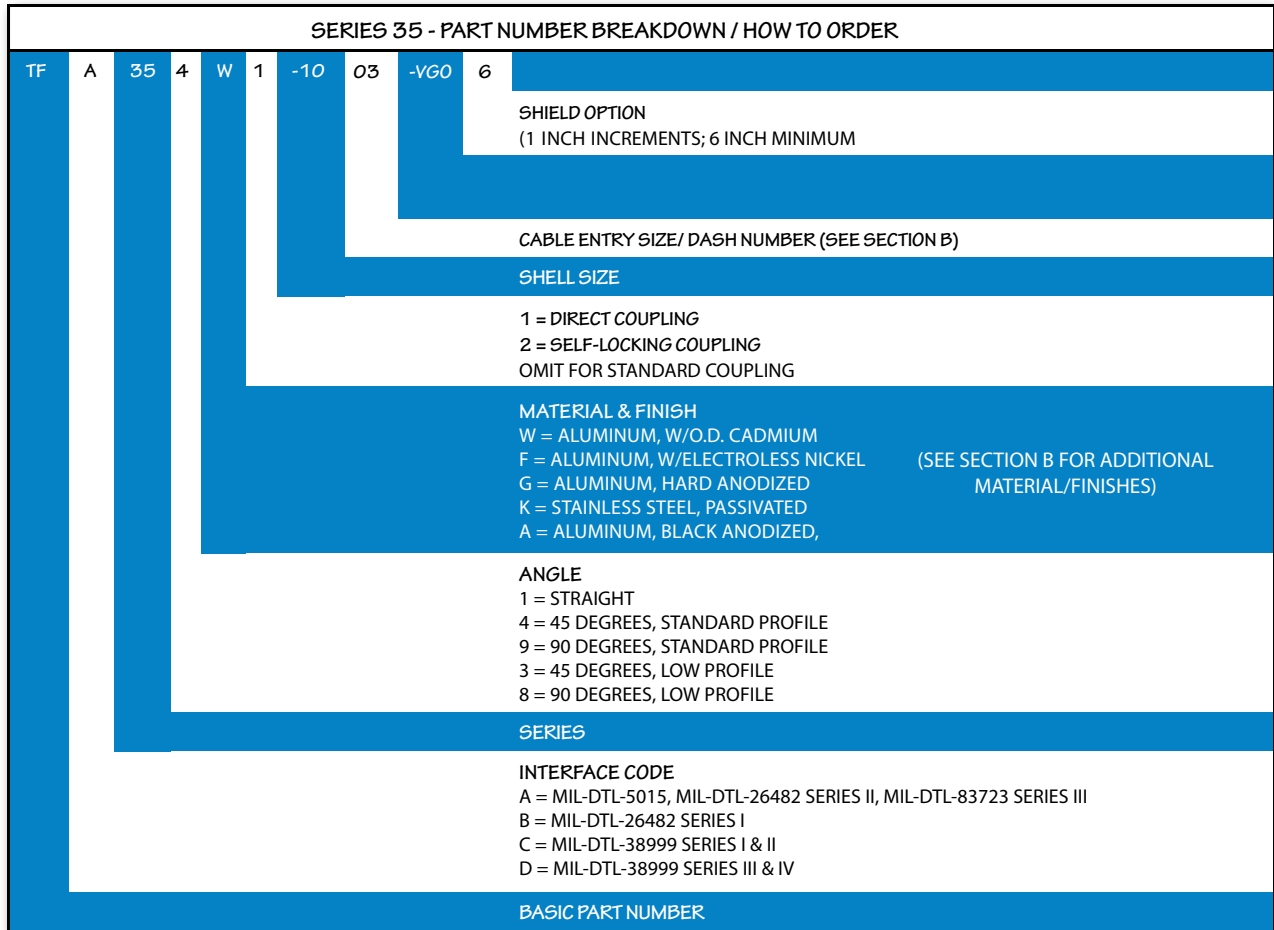 SERIES 35 - PART NUMBER BREAKDOWN / HOW TO ORDER
TF A 35 4 W 1 -10 03 -VG0 6
SHIELD OPTION
(1 INCH INCREMENTS; 6 INCH MINIMUM
CABLE ENTRY SIZE/ DASH NUMBER (SEE SECTION B)
SHELL SIZE
1 = DIRECT COUPLING
2 = SELF-LOCKING COUPLING
OMIT FOR STANDARD COUPLING
MATERIAL & FINISH
W = ALUMINUM, W/O.D. CADMIUM
F = ALUMINUM, W/ELECTROLESS NICKEL
G = ALUMINUM, HARD ANODIZED
K = STAINLESS STEEL, PASSIVATED
A = ALUMINUM, BLACK ANODIZED,
(SEE SECTION B FOR ADDITIONAL
MATERIAL/FINISHES)
ANGLE
1 = STRAIGHT
4 = 45 DEGREES, STANDARD PROFILE
9 = 90 DEGREES, STANDARD PROFILE
3 = 45 DEGREES, LOW PROFILE
8 = 90 DEGREES, LOW PROFILE
SERIES
INTERFACE CODE
A = MIL-DTL-5015, MIL-DTL-26482 SERIES II, MIL-DTL-83723 SERIES III
B = MIL-DTL-26482 SERIES I
C = MIL-DTL-38999 SERIES I & II
D = MIL-DTL-38999 SERIES III & IV
BASIC PART NUMBER